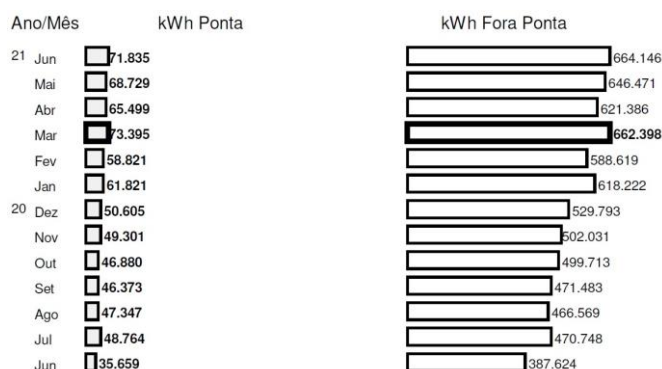 Ano/Mês kWh Ponta kWh Fora Ponta
21 Jun 71.835 664.146
Mai 68.729 646.471
Abr 65.499 621.386
Mar 73.395 662.398
Fev 58.821 588.619
Jan 61.821 618.222
20 Dez 50.605 529.793
Nov 49.301 502.031
Out 46.880 499.713
Set 46.373 471.483
Ago 47.347 466.569
Jul 48.764 470.748
Jun 35.659 387.624